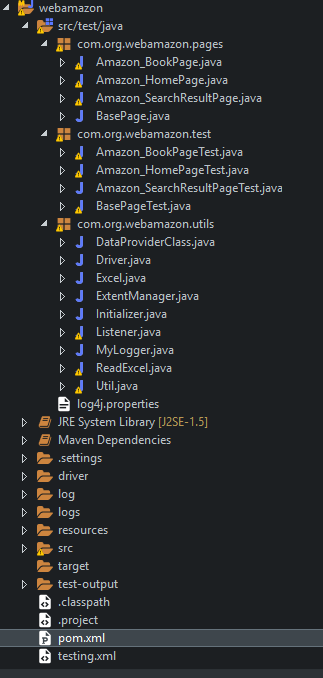 webamazon
src/test/java
com.org.webamazon.pages
Amazon_BookPage.java
Amazon_HomePage.java
Amazon_SearchResultPage.java
BasePage.java
com.org.webamazon.test
Amazon_BookPageTest.java
Amazon_HomePageTest.java
Amazon_SearchResultPageTest.java
BasePageTest.java
com.org.webamazon.utils
DataProviderClass.java
Driver.java
Excel.java
ExtentManager.java
Initializer.java
Listener.java
MyLogger.java
ReadExcel.java
Util.java
log4j.properties
JRE System Library [J2SE-1.5]
Maven Dependencies
.settings
driver
log
logs
resources
src
target
test-output
.classpath
.project
pom.xml
testing.xml